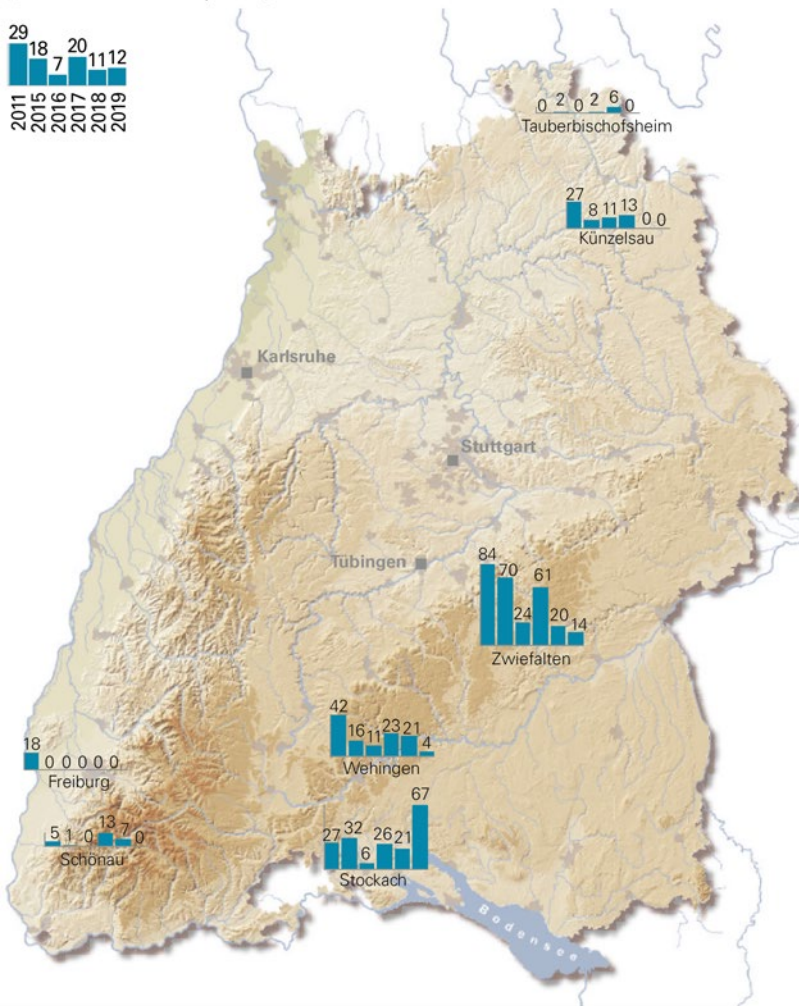 29 18 7 20 11 12
2011 2015 2016 2017 2018 2019
0 2 0 2 6 0
Tauberbischofsheim
27 8 11 13 0 0
Künzelsau
Karlsruhe
Stuttgart
Tübingen
84 70 24 61 20 14
Zwiefalten
42 16 11 23 21 4
Wehingen
18 0 0 0 0 0
Freiburg
5 1 0 13 7 0
Schönau
27 32 6 26 21 67
Stockach
Bodensee